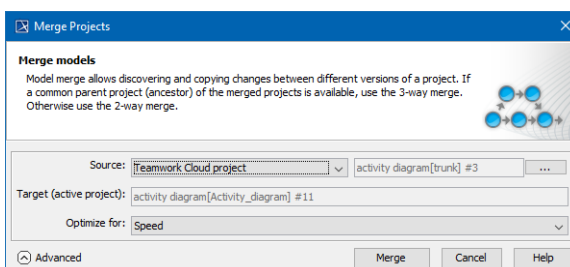 Merge Projects
Merge models
Model merge allows discovering and copying changes between different versions of a project. If
a common parent project (ancestor) of the merged projects is available, use the 3-way merge.
Otherwise use the 2-way merge.
Source: Teamwork Cloud project activity diagram[trunk] #3 ...
Target (active project): activity diagram[Activity_diagram] #11
Optimize for: Speed
Advanced Merge Cancel Help